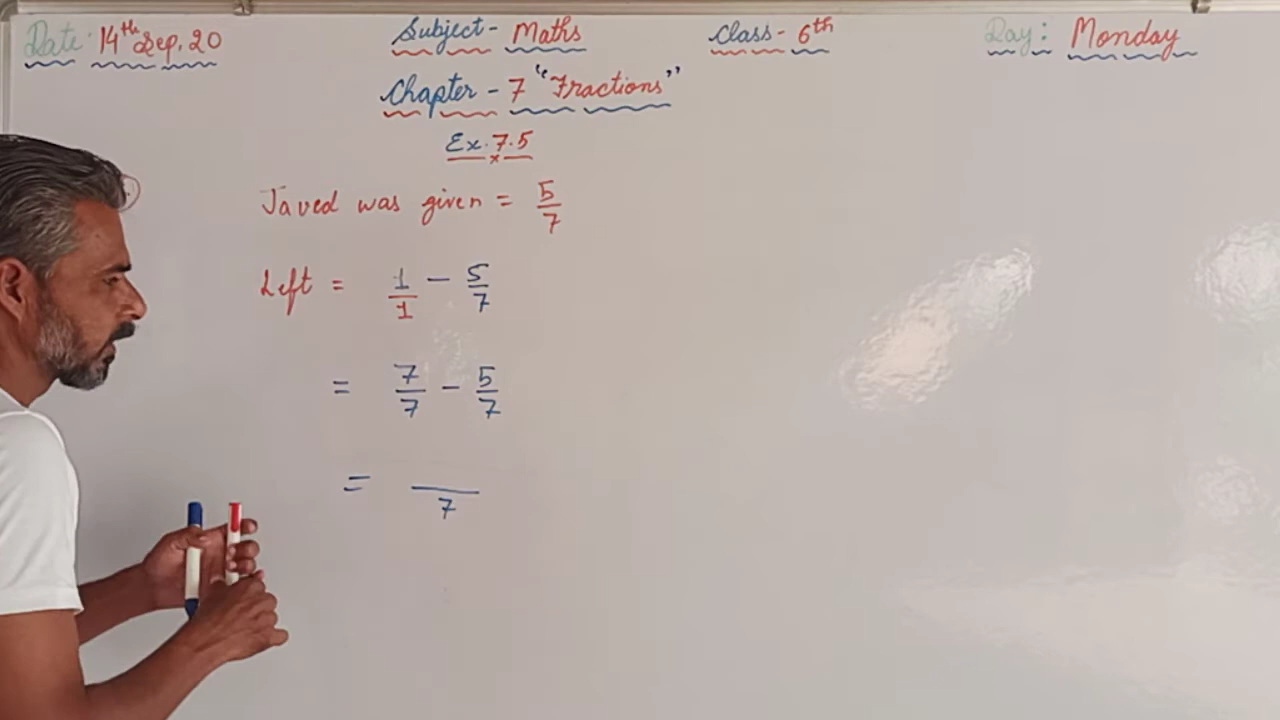 Date: 14th Sep. 20 Subject- Maths Class- 6th Day: Monday
Chapter - 7 "Fractions"
Ex. 7.5
Javed was given = 5/7
Left = 1/1 - 5/7
= 7/7 - 5/7
= /7